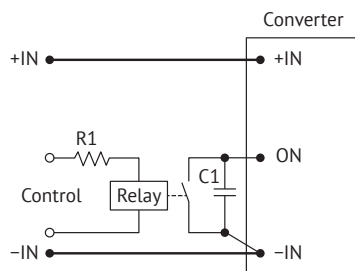 Converter
+IN
+IN
R1
ON
C1
Control
Relay
−IN
−IN